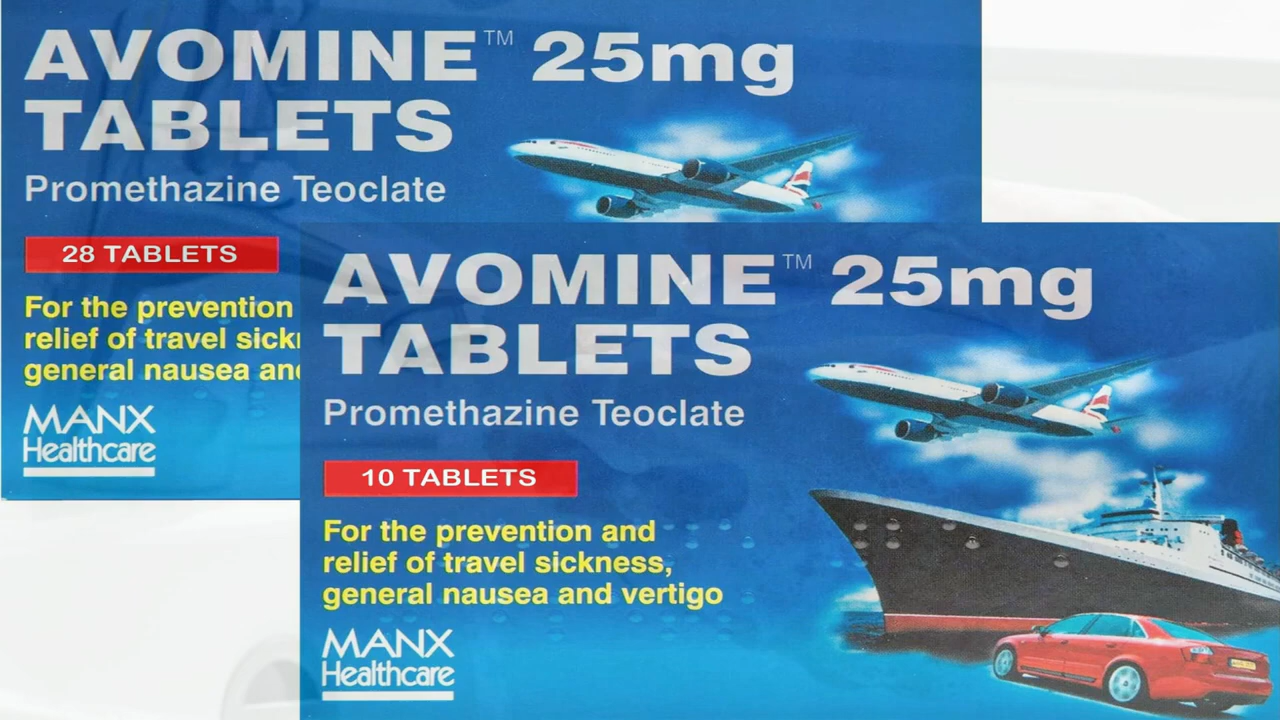 AVOMINE™ 25mg
TABLETS
Promethazine Teoclate
28 TABLETS
For the prevention
relief of travel
general nausea
MANX
Healthcare
AVOMINE™ 25mg
TABLETS
Promethazine Teoclate
10 TABLETS
For the prevention and
relief of travel sickness,
general nausea and vertigo
MANX
Healthcare